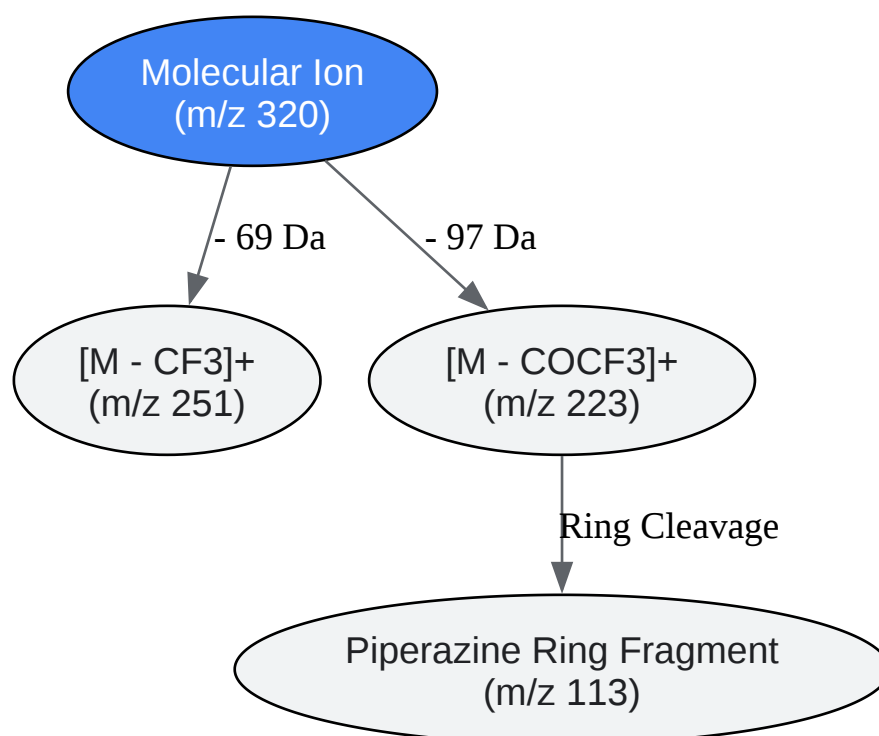 Molecular Ion
(m/z 320)
- 69 Da
- 97 Da
[M - CF3]+
(m/z 251)
[M - COCF3]+
(m/z 223)
Ring Cleavage
Piperazine Ring Fragment
(m/z 113)